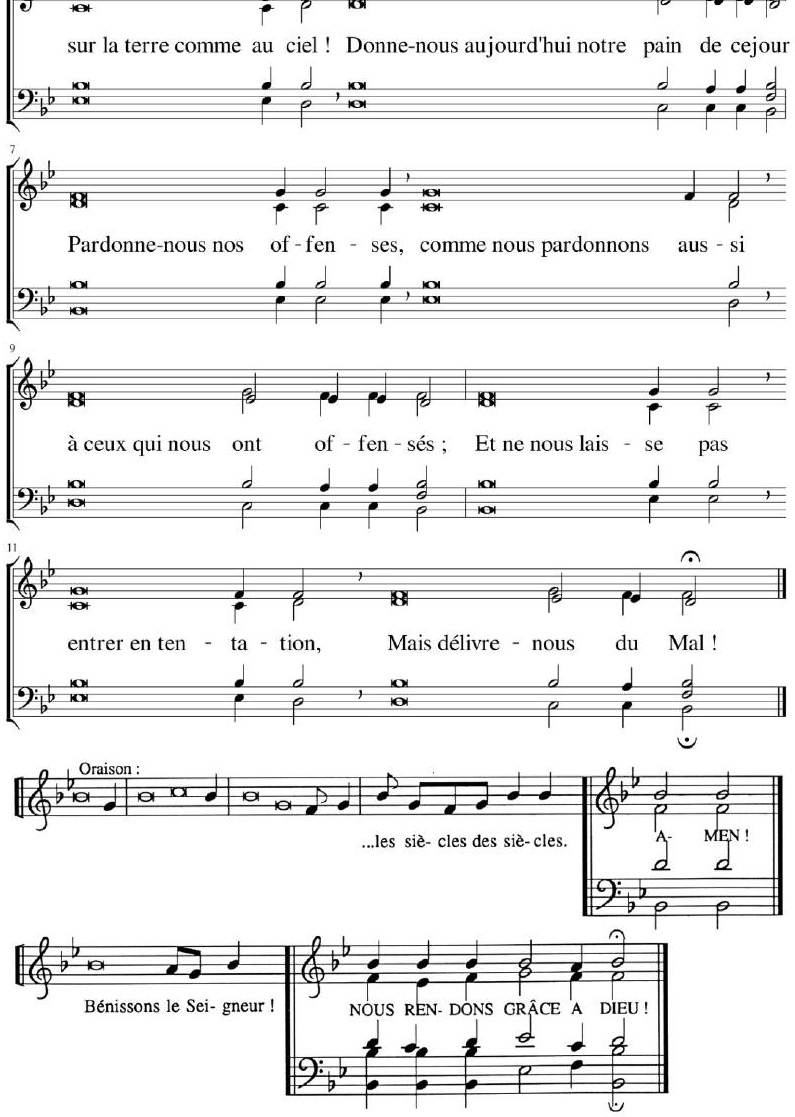 sur la terre comme au ciel ! Donne-nous aujourd'hui notre pain de cejour
7
Pardonne-nous nos of - fen - ses, comme nous pardonnons aus - si
9
à ceux qui nous ont of - fen - sés ; Et ne nous lais - se pas
11
entrer en ten - ta - tion, Mais délivre - nous du Mal !
Oraison :
...les siè- cles des siè- cles. A- MEN !
Bénissons le Sei- gneur ! NOUS REN- DONS GRÂCE A DIEU !